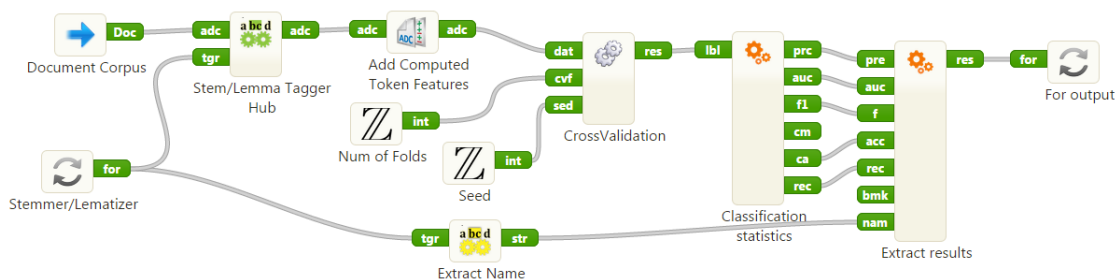 Doc
Document Corpus
a b c d
adc
tgr
adc
Stem/Lemma Tagger
Hub
adc
ADC
adc
Add Computed
Token Features
int
Num of Folds
int
Seed
dat
cvf
sed
res
CrossValidation
lbl
prc
auc
f1
cm
ca
rec
Classification
statistics
pre
auc
f
acc
rec
bmk
nam
res
Extract results
for
For output
for
Stemmer/Lematizer
tgr
a b c d
str
Extract Name